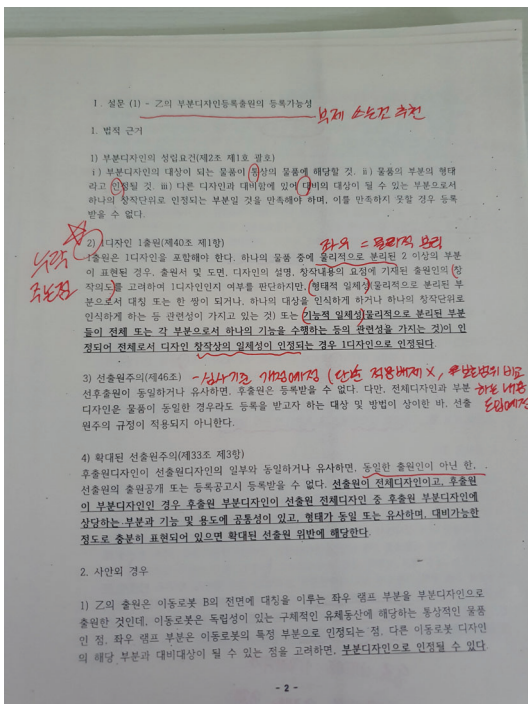 I. 설문 (1) - 乙의 부분디자인등록출원의 등록가능성
부제 쓰는건 추천
1. 법적 근거
1) 부분디자인의 성립요건(제2조 제1호 괄호)
i) 부분디자인의 대상이 되는 물품이 통상의 물품에 해당할 것. ii) 물품의 부분의 형태
라고 인정될 것. iii) 다른 디자인과 대비함에 있어 대비의 대상이 될 수 있는 부분으로서
하나의 창작단위로 인정되는 부분일 것을 만족해야 하며, 이를 만족하지 못할 경우 등록
받을 수 없다.
누락
주는점
2) 1디자인 1출원(제40조 제1항)
좌우 = 물리적 분리
1출원은 1디자인을 포함해야 한다. 하나의 물품 중에 물리적으로 분리된 2 이상의 부분
이 표현된 경우, 출원서 및 도면, 디자인의 설명, 창작내용의 요점에 기재된 출원인의 창
작의도를 고려하여 1디자인인지 여부를 판단하지만, 형태적 일체성(물리적으로 분리된 부
분으로서 대칭 또는 한 쌍이 되거나, 하나의 대상을 인식하게 하거나 하나의 창작단위로
인식하게 하는 등 관련성이 가지고 있는 것) 또는 기능적 일체성(물리적으로 분리된 부분
들이 전체 또는 각 부분으로서 하나의 기능을 수행하는 등의 관련성을 가지는 것)이 인
정되어 전체로서 디자인 창작상의 일체성이 인정되는 경우 1디자인으로 인정된다.
3) 선출원주의(제46조)
- 심사기준 개정예정 (단순 적용배제 X,
하는 내용
도입예정
선후출원이 동일하거나 유사하면, 후출원은 등록받을 수 없다. 다만, 전체디자인과 부분
디자인은 물품이 동일한 경우라도 등록을 받고자 하는 대상 및 방법이 상이한 바, 선출
원주의 규정이 적용되지 아니한다.
4) 확대된 선출원주의(제33조 제3항)
후출원디자인이 선출원디자인의 일부와 동일하거나 유사하면, 동일한 출원인이 아닌 한,
선출원의 출원공개 또는 등록공고시 등록받을 수 없다. 선출원이 전체디자인이고, 후출원
이 부분디자인인 경우 후출원 부분디자인이 선출원 전체디자인 중 후출원 부분디자인에
상당하는 부분과 기능 및 용도에 공통성이 있고, 형태가 동일 또는 유사하며, 대비가능한
정도로 충분히 표현되어 있으면 확대된 선출원 위반에 해당한다.
2. 사안의 경우
1) 乙의 출원은 이동로봇 B의 전면에 대칭을 이루는 좌우 램프 부분을 부분디자인으로
출원한 것인데, 이동로봇은 독립성이 있는 구체적인 유체동산에 해당하는 통상적인 물품
인 점, 좌우 램프 부분은 이동로봇의 특정 부분으로 인정되는 점, 다른 이동로봇 디자인
의 해당 부분과 대비대상이 될 수 있는 점을 고려하면, 부분디자인으로 인정될 수 있다
- 2 -